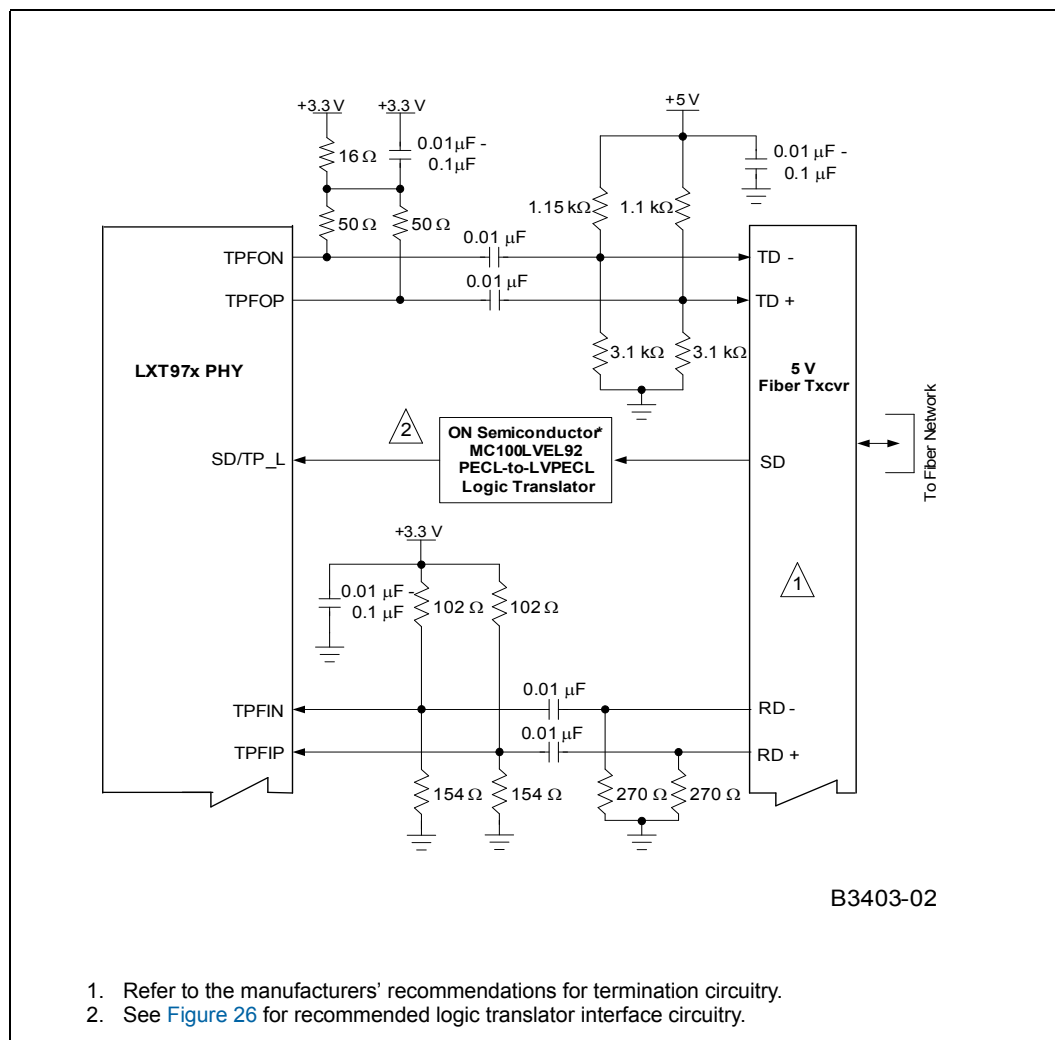 +3.3 V
+3.3 V
+5 V
16 Ω
0.01μF -
0.1μF
0.01 μF -
0.1 μF
50 Ω
50 Ω
1.15 kΩ
1.1 kΩ
0.01 μF
TPFON
TD -
0.01 μF
TPFOP
TD +
3.1 kΩ
3.1 kΩ
LXT97x PHY
5 V
Fiber Txcvr
2
ON Semiconductor*
MC100LVEL92
PECL-to-LVPECL
Logic Translator
SD/TP_L
SD
To Fiber Network
+3.3 V
1
0.01 μF -
0.1 μF
102 Ω
102 Ω
0.01 μF
TPFIN
RD -
0.01 μF
TPFIP
RD +
154 Ω
154 Ω
270 Ω
270 Ω
B3403-02
1. Refer to the manufacturers’ recommendations for termination circuitry.
2. See Figure 26 for recommended logic translator interface circuitry.